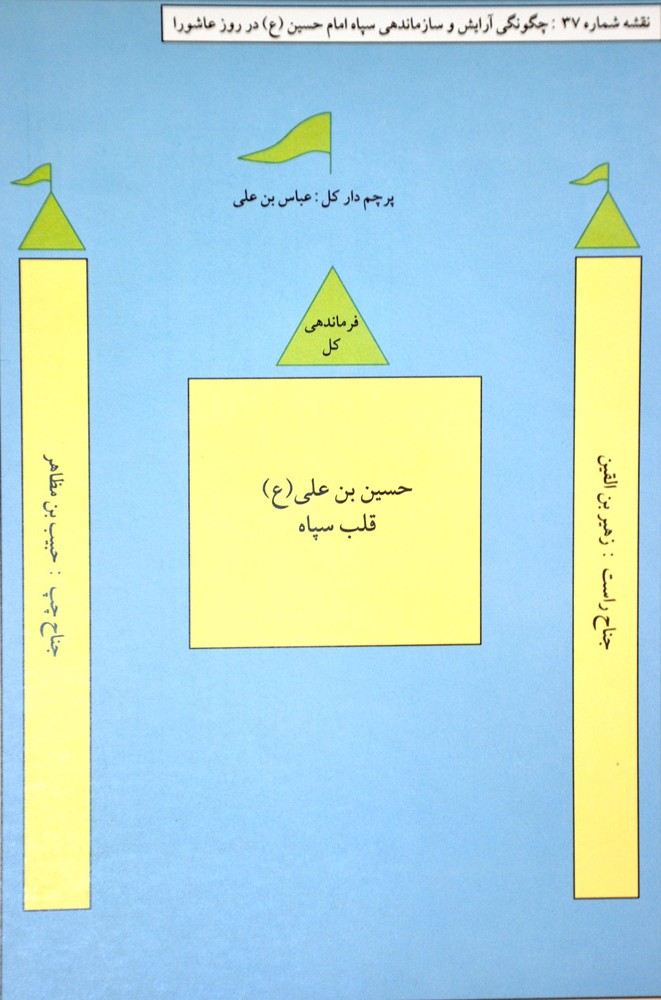 نقشه شماره ۳۷ : چگونگی آرایش و سازماندهی سپاه امام حسین (ع) در روز عاشورا
پرچم دار کل : عباس بن علی
فرماندهی
کل
حسین بن علی(ع)
قلب سپاه
جناح راست : زهیر بن القین
جناح چپ : حبیب بن مظاهر